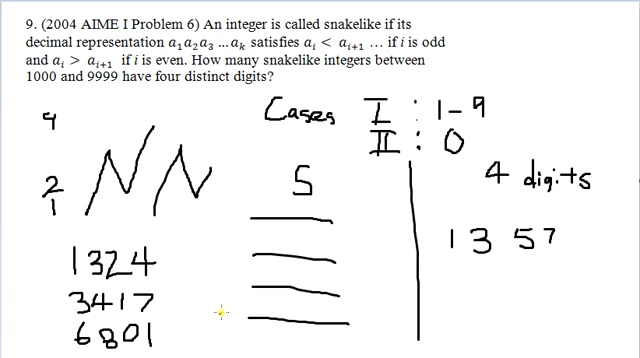 9. (2004 AIME I Problem 6) An integer is called snakelike if its
decimal representation a₁a₂a₃ …aₖ satisfies aᵢ < aᵢ₊₁ … if i is odd
and aᵢ > aᵢ₊₁ if i is even. How many snakelike integers between
1000 and 9999 have four distinct digits?
Cases I : 1-9
II : 0
4
2
1
5
4 digits
1 3 5 7
1324
3417
6801